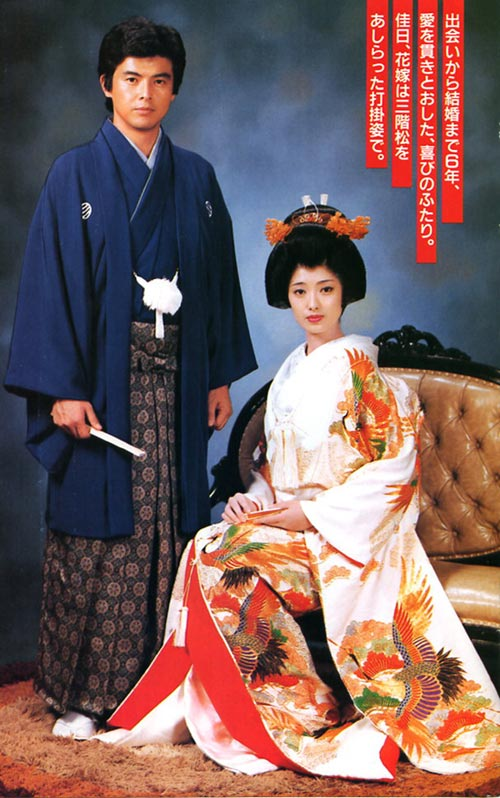 出会いから結婚まで6年、
愛を貫きとおした、喜びのふたり。
佳日、花嫁は三階松を
あしらった打掛姿で。